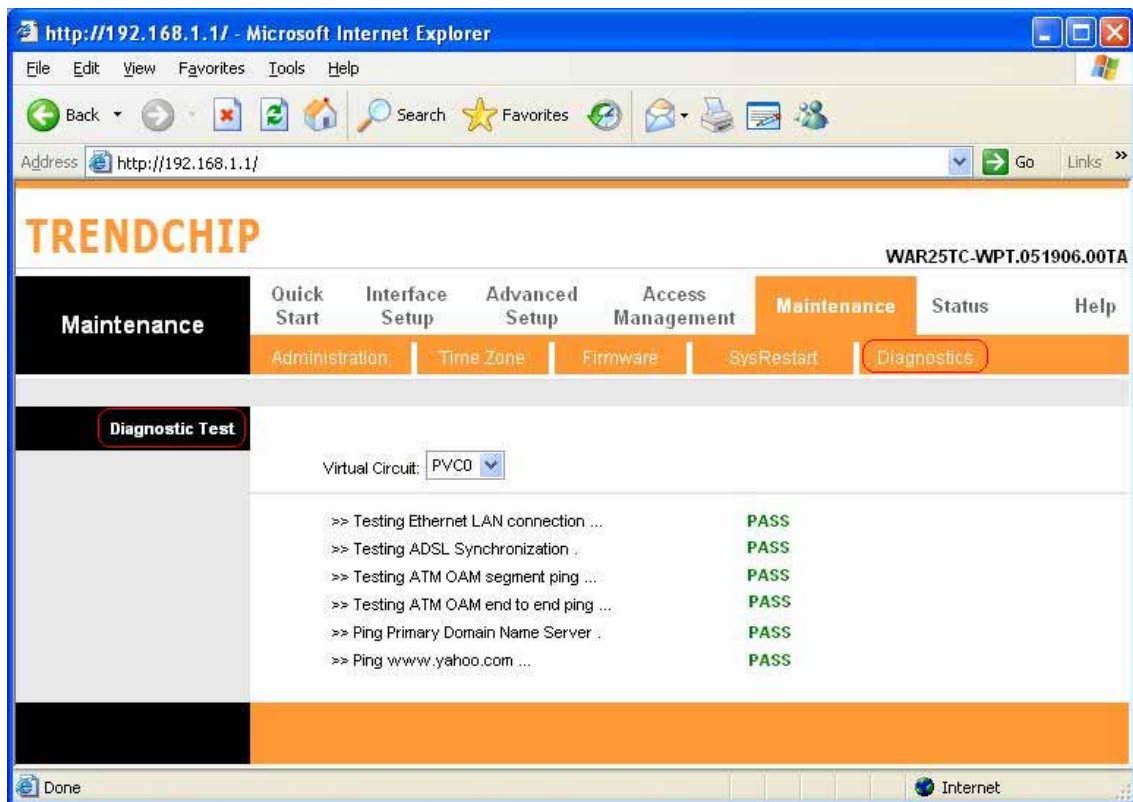 http://192.168.1.1/ - Microsoft Internet Explorer
File Edit View Favorites Tools Help
Back Search Favorites
Address http://192.168.1.1/ Go Links »
TRENDCHIP
WAR25TC-WPT.051906.00TA
Maintenance
Quick Start Interface Setup Advanced Setup Access Management Maintenance Status Help
Administration Time Zone Firmware SysRestart Diagnostics
Diagnostic Test
Virtual Circuit: PVC0
>> Testing Ethernet LAN connection ... PASS
>> Testing ADSL Synchronization . PASS
>> Testing ATM OAM segment ping ... PASS
>> Testing ATM OAM end to end ping ... PASS
>> Ping Primary Domain Name Server . PASS
>> Ping www.yahoo.com ... PASS
Done Internet